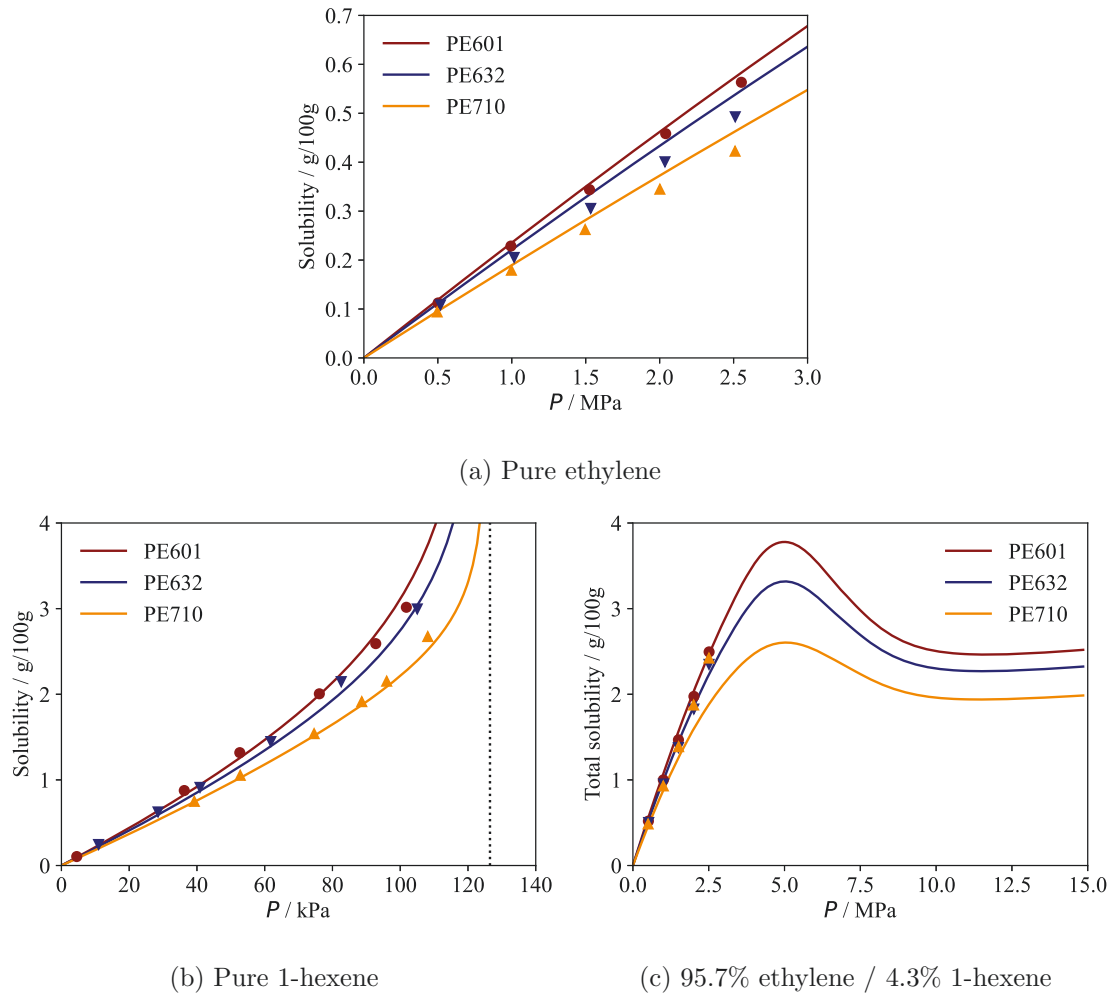 0.7
0.6
0.5
0.4
0.3
0.2
0.1
0.0
Solubility / g/100g
PE601
PE632
PE710
0.0 0.5 1.0 1.5 2.0 2.5 3.0
P / MPa
(a) Pure ethylene
4
3
2
1
0
Solubility / g/100g
PE601
PE632
PE710
0 20 40 60 80 100 120 140
P / kPa
(b) Pure 1-hexene
4
3
2
1
0
Total solubility / g/100g
PE601
PE632
PE710
0.0 2.5 5.0 7.5 10.0 12.5 15.0
P / MPa
(c) 95.7% ethylene / 4.3% 1-hexene